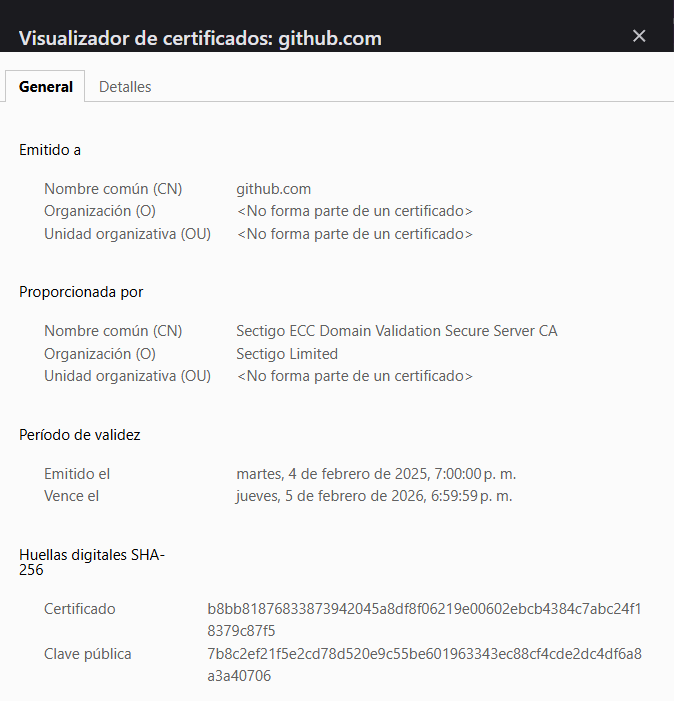 Visualizador de certificados: github.com
General Detalles
Emitido a
Nombre común (CN) github.com
Organización (O) <No forma parte de un certificado>
Unidad organizativa (OU) <No forma parte de un certificado>
Proporcionada por
Nombre común (CN) Sectigo ECC Domain Validation Secure Server CA
Organización (O) Sectigo Limited
Unidad organizativa (OU) <No forma parte de un certificado>
Período de validez
Emitido el martes, 4 de febrero de 2025, 7:00:00 p. m.
Vence el jueves, 5 de febrero de 2026, 6:59:59 p. m.
Huellas digitales SHA-
256
Certificado b8bb81876833873942045a8df8f06219e00602ebcb4384c7abc24f1
8379c87f5
Clave pública 7b8c2ef21f5e2cd78d520e9c55be601963343ec88cf4cde2dc4df6a8
a3a40706